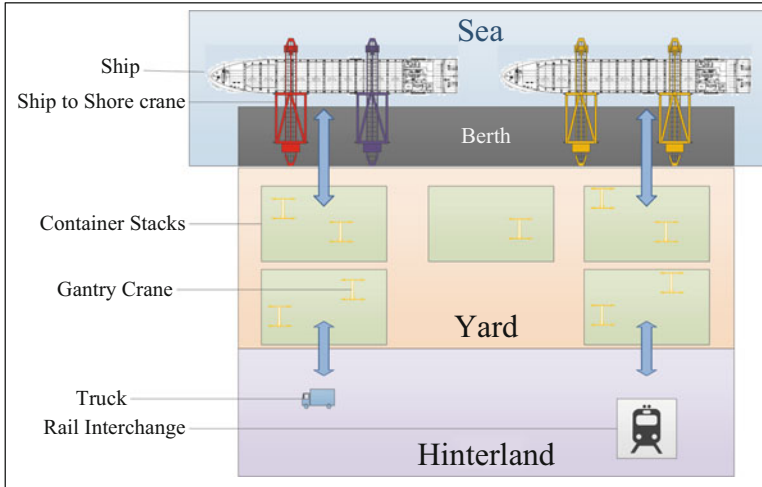 Sea
Ship
Ship to Shore crane
Berth
Container Stacks
Gantry Crane
Yard
Truck
Rail Interchange
Hinterland